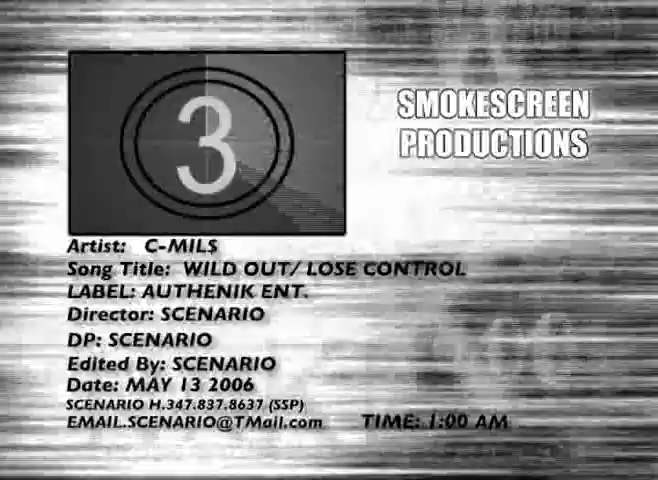 3
SMOKESCREEN
PRODUCTIONS
Artist: C-MIL$
Song Title: WILD OUT/ LOSE CONTROL
LABEL: AUTHENIK ENT.
Director: SCENARIO
DP: SCENARIO
Edited By: SCENARIO
Date: MAY 13 2006
SCENARIO H.347.837.8637 (SSP)
EMAIL.SCENARIO@TMail.com TIME: 1:00 AM